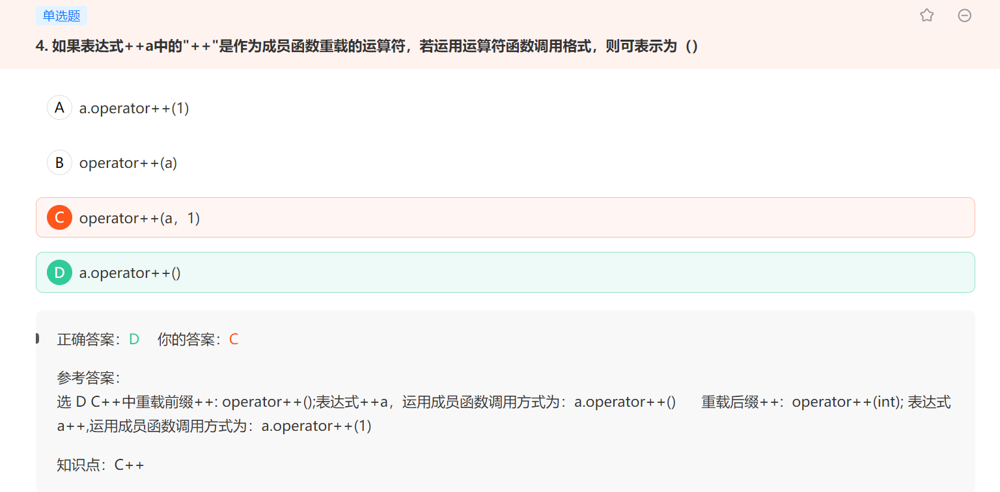 单选题
4. 如果表达式++a中的"++"是作为成员函数重载的运算符，若运用运算符函数调用格式，则可表示为（）
A a.operator++(1)
B operator++(a)
C operator++(a，1)
D a.operator++()
正确答案：D 你的答案：C
参考答案：
选 D C++中重载前缀++: operator++();表达式++a，运用成员函数调用方式为：a.operator++() 重载后缀++：operator++(int); 表达式
a++,运用成员函数调用方式为：a.operator++(1)
知识点：C++